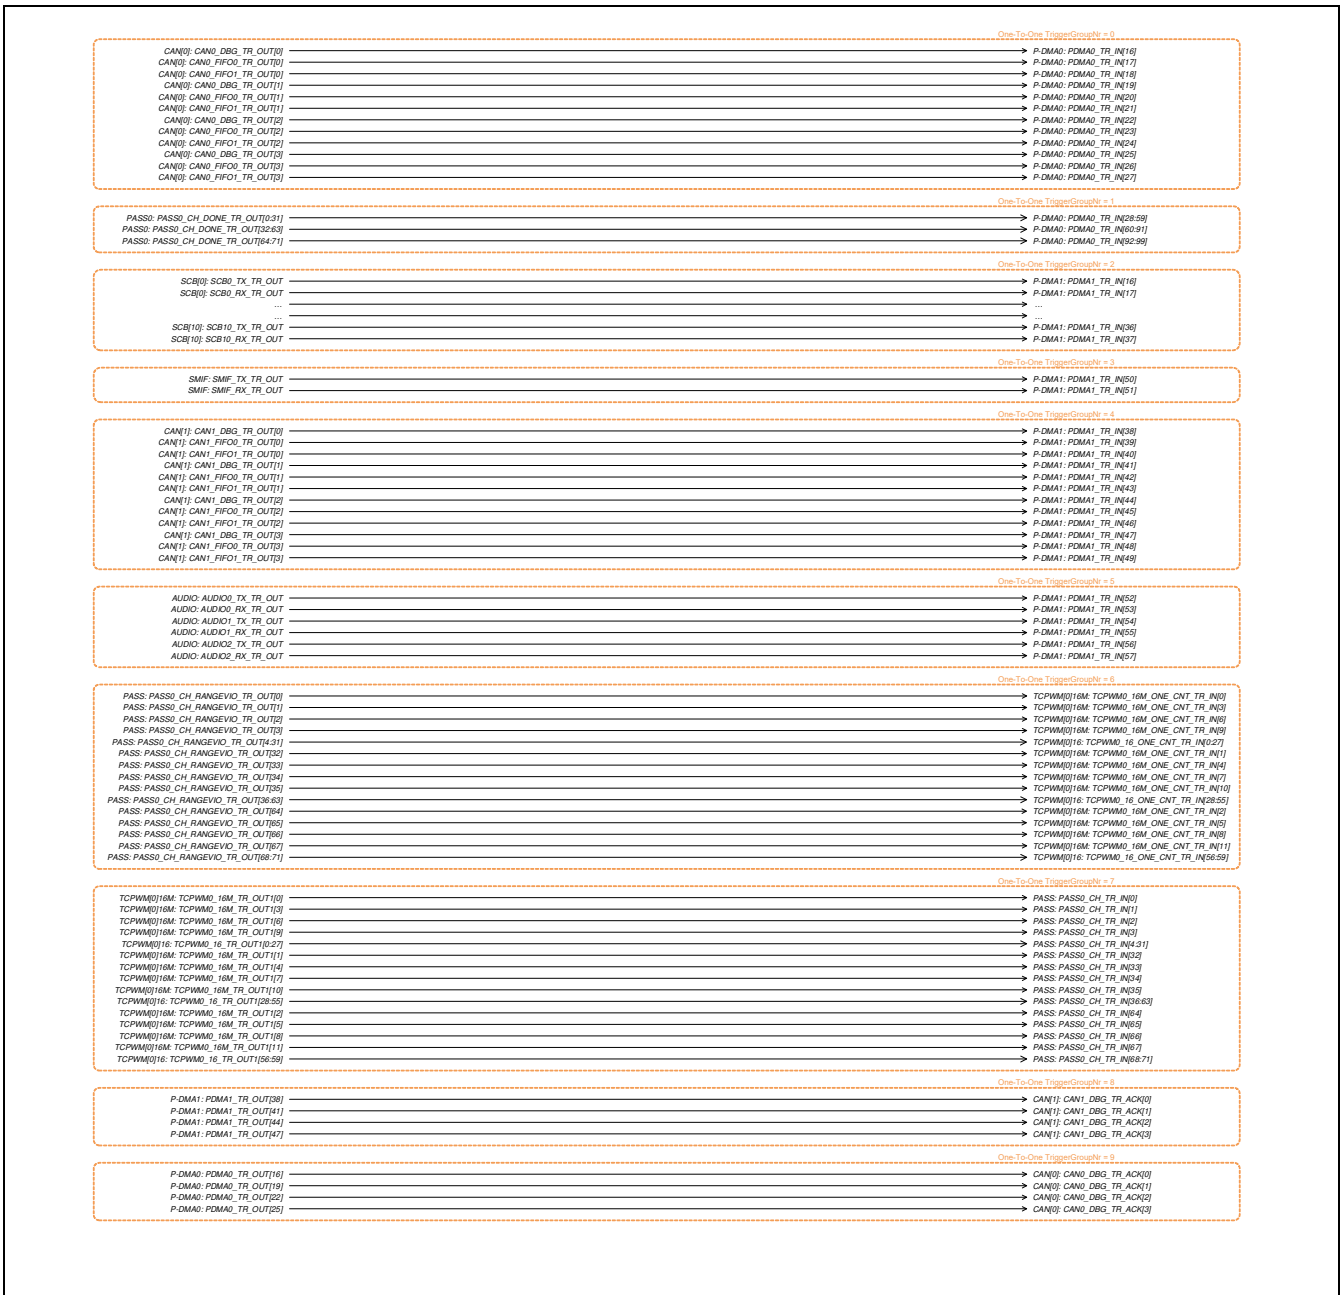 One-To-One TriggerGroupNr = 0
CAN[0]: CAN0_DBG_TR_OUT[0] P-DMA0: PDMA0_TR_IN[16]
CAN[0]: CAN0_FIFO0_TR_OUT[0] P-DMA0: PDMA0_TR_IN[17]
CAN[0]: CAN0_FIFO1_TR_OUT[0] P-DMA0: PDMA0_TR_IN[18]
CAN[0]: CAN0_DBG_TR_OUT[1] P-DMA0: PDMA0_TR_IN[19]
CAN[0]: CAN0_FIFO0_TR_OUT[1] P-DMA0: PDMA0_TR_IN[20]
CAN[0]: CAN0_FIFO1_TR_OUT[1] P-DMA0: PDMA0_TR_IN[21]
CAN[0]: CAN0_DBG_TR_OUT[2] P-DMA0: PDMA0_TR_IN[22]
CAN[0]: CAN0_FIFO0_TR_OUT[2] P-DMA0: PDMA0_TR_IN[23]
CAN[0]: CAN0_FIFO1_TR_OUT[2] P-DMA0: PDMA0_TR_IN[24]
CAN[0]: CAN0_DBG_TR_OUT[3] P-DMA0: PDMA0_TR_IN[25]
CAN[0]: CAN0_FIFO0_TR_OUT[3] P-DMA0: PDMA0_TR_IN[26]
CAN[0]: CAN0_FIFO1_TR_OUT[3] P-DMA0: PDMA0_TR_IN[27]
One-To-One TriggerGroupNr = 1
PASS0: PASS0_CH_DONE_TR_OUT[0:31] P-DMA0: PDMA0_TR_IN[28:59]
PASS0: PASS0_CH_DONE_TR_OUT[32:63] P-DMA0: PDMA0_TR_IN[60:91]
PASS0: PASS0_CH_DONE_TR_OUT[64:71] P-DMA0: PDMA0_TR_IN[92:99]
One-To-One TriggerGroupNr = 2
SCB[0]: SCB0_TX_TR_OUT P-DMA1: PDMA1_TR_IN[16]
SCB[0]: SCB0_RX_TR_OUT P-DMA1: PDMA1_TR_IN[17]
... ...
... ...
SCB[10]: SCB10_TX_TR_OUT P-DMA1: PDMA1_TR_IN[36]
SCB[10]: SCB10_RX_TR_OUT P-DMA1: PDMA1_TR_IN[37]
One-To-One TriggerGroupNr = 3
SMIF: SMIF_TX_TR_OUT P-DMA1: PDMA1_TR_IN[50]
SMIF: SMIF_RX_TR_OUT P-DMA1: PDMA1_TR_IN[51]
One-To-One TriggerGroupNr = 4
CAN[1]: CAN1_DBG_TR_OUT[0] P-DMA1: PDMA1_TR_IN[38]
CAN[1]: CAN1_FIFO0_TR_OUT[0] P-DMA1: PDMA1_TR_IN[39]
CAN[1]: CAN1_FIFO1_TR_OUT[0] P-DMA1: PDMA1_TR_IN[40]
CAN[1]: CAN1_DBG_TR_OUT[1] P-DMA1: PDMA1_TR_IN[41]
CAN[1]: CAN1_FIFO0_TR_OUT[1] P-DMA1: PDMA1_TR_IN[42]
CAN[1]: CAN1_FIFO1_TR_OUT[1] P-DMA1: PDMA1_TR_IN[43]
CAN[1]: CAN1_DBG_TR_OUT[2] P-DMA1: PDMA1_TR_IN[44]
CAN[1]: CAN1_FIFO0_TR_OUT[2] P-DMA1: PDMA1_TR_IN[45]
CAN[1]: CAN1_FIFO1_TR_OUT[2] P-DMA1: PDMA1_TR_IN[46]
CAN[1]: CAN1_DBG_TR_OUT[3] P-DMA1: PDMA1_TR_IN[47]
CAN[1]: CAN1_FIFO0_TR_OUT[3] P-DMA1: PDMA1_TR_IN[48]
CAN[1]: CAN1_FIFO1_TR_OUT[3] P-DMA1: PDMA1_TR_IN[49]
One-To-One TriggerGroupNr = 5
AUDIO: AUDIO0_TX_TR_OUT P-DMA1: PDMA1_TR_IN[52]
AUDIO: AUDIO0_RX_TR_OUT P-DMA1: PDMA1_TR_IN[53]
AUDIO: AUDIO1_TX_TR_OUT P-DMA1: PDMA1_TR_IN[54]
AUDIO: AUDIO1_RX_TR_OUT P-DMA1: PDMA1_TR_IN[55]
AUDIO: AUDIO2_TX_TR_OUT P-DMA1: PDMA1_TR_IN[56]
AUDIO: AUDIO2_RX_TR_OUT P-DMA1: PDMA1_TR_IN[57]
One-To-One TriggerGroupNr = 6
PASS: PASS0_CH_RANGEVIO_TR_OUT[0] TCPWM[0]16M: TCPWM0_16M_ONE_CNT_TR_IN[0]
PASS: PASS0_CH_RANGEVIO_TR_OUT[1] TCPWM[0]16M: TCPWM0_16M_ONE_CNT_TR_IN[3]
PASS: PASS0_CH_RANGEVIO_TR_OUT[2] TCPWM[0]16M: TCPWM0_16M_ONE_CNT_TR_IN[6]
PASS: PASS0_CH_RANGEVIO_TR_OUT[3] TCPWM[0]16M: TCPWM0_16M_ONE_CNT_TR_IN[9]
PASS: PASS0_CH_RANGEVIO_TR_OUT[4:31] TCPWM[0]16: TCPWM0_16_ONE_CNT_TR_IN[0:27]
PASS: PASS0_CH_RANGEVIO_TR_OUT[32] TCPWM[0]16M: TCPWM0_16M_ONE_CNT_TR_IN[1]
PASS: PASS0_CH_RANGEVIO_TR_OUT[33] TCPWM[0]16M: TCPWM0_16M_ONE_CNT_TR_IN[4]
PASS: PASS0_CH_RANGEVIO_TR_OUT[34] TCPWM[0]16M: TCPWM0_16M_ONE_CNT_TR_IN[7]
PASS: PASS0_CH_RANGEVIO_TR_OUT[35] TCPWM[0]16M: TCPWM0_16M_ONE_CNT_TR_IN[10]
PASS: PASS0_CH_RANGEVIO_TR_OUT[36:63] TCPWM[0]16: TCPWM0_16_ONE_CNT_TR_IN[28:55]
PASS: PASS0_CH_RANGEVIO_TR_OUT[64] TCPWM[0]16M: TCPWM0_16M_ONE_CNT_TR_IN[2]
PASS: PASS0_CH_RANGEVIO_TR_OUT[65] TCPWM[0]16M: TCPWM0_16M_ONE_CNT_TR_IN[5]
PASS: PASS0_CH_RANGEVIO_TR_OUT[66] TCPWM[0]16M: TCPWM0_16M_ONE_CNT_TR_IN[8]
PASS: PASS0_CH_RANGEVIO_TR_OUT[67] TCPWM[0]16M: TCPWM0_16M_ONE_CNT_TR_IN[11]
PASS: PASS0_CH_RANGEVIO_TR_OUT[68:71] TCPWM[0]16: TCPWM0_16_ONE_CNT_TR_IN[56:59]
One-To-One TriggerGroupNr = 7
TCPWM[0]16M: TCPWM0_16M_TR_OUT1[0] PASS: PASS0_CH_TR_IN[0]
TCPWM[0]16M: TCPWM0_16M_TR_OUT1[3] PASS: PASS0_CH_TR_IN[1]
TCPWM[0]16M: TCPWM0_16M_TR_OUT1[6] PASS: PASS0_CH_TR_IN[2]
TCPWM[0]16M: TCPWM0_16M_TR_OUT1[9] PASS: PASS0_CH_TR_IN[3]
TCPWM[0]16: TCPWM0_16_TR_OUT1[0:27] PASS: PASS0_CH_TR_IN[4:31]
TCPWM[0]16M: TCPWM0_16M_TR_OUT1[1] PASS: PASS0_CH_TR_IN[32]
TCPWM[0]16M: TCPWM0_16M_TR_OUT1[4] PASS: PASS0_CH_TR_IN[33]
TCPWM[0]16M: TCPWM0_16M_TR_OUT1[7] PASS: PASS0_CH_TR_IN[34]
TCPWM[0]16M: TCPWM0_16M_TR_OUT1[10] PASS: PASS0_CH_TR_IN[35]
TCPWM[0]16: TCPWM0_16_TR_OUT1[28:55] PASS: PASS0_CH_TR_IN[36:63]
TCPWM[0]16M: TCPWM0_16M_TR_OUT1[2] PASS: PASS0_CH_TR_IN[64]
TCPWM[0]16M: TCPWM0_16M_TR_OUT1[5] PASS: PASS0_CH_TR_IN[65]
TCPWM[0]16M: TCPWM0_16M_TR_OUT1[8] PASS: PASS0_CH_TR_IN[66]
TCPWM[0]16M: TCPWM0_16M_TR_OUT1[11] PASS: PASS0_CH_TR_IN[67]
TCPWM[0]16: TCPWM0_16_TR_OUT1[56:59] PASS: PASS0_CH_TR_IN[68:71]
One-To-One TriggerGroupNr = 8
P-DMA1: PDMA1_TR_OUT[38] CAN[1]: CAN1_DBG_TR_ACK[0]
P-DMA1: PDMA1_TR_OUT[41] CAN[1]: CAN1_DBG_TR_ACK[1]
P-DMA1: PDMA1_TR_OUT[44] CAN[1]: CAN1_DBG_TR_ACK[2]
P-DMA1: PDMA1_TR_OUT[47] CAN[1]: CAN1_DBG_TR_ACK[3]
One-To-One TriggerGroupNr = 9
P-DMA0: PDMA0_TR_OUT[16] CAN[0]: CAN0_DBG_TR_ACK[0]
P-DMA0: PDMA0_TR_OUT[19] CAN[0]: CAN0_DBG_TR_ACK[1]
P-DMA0: PDMA0_TR_OUT[22] CAN[0]: CAN0_DBG_TR_ACK[2]
P-DMA0: PDMA0_TR_OUT[25] CAN[0]: CAN0_DBG_TR_ACK[3]